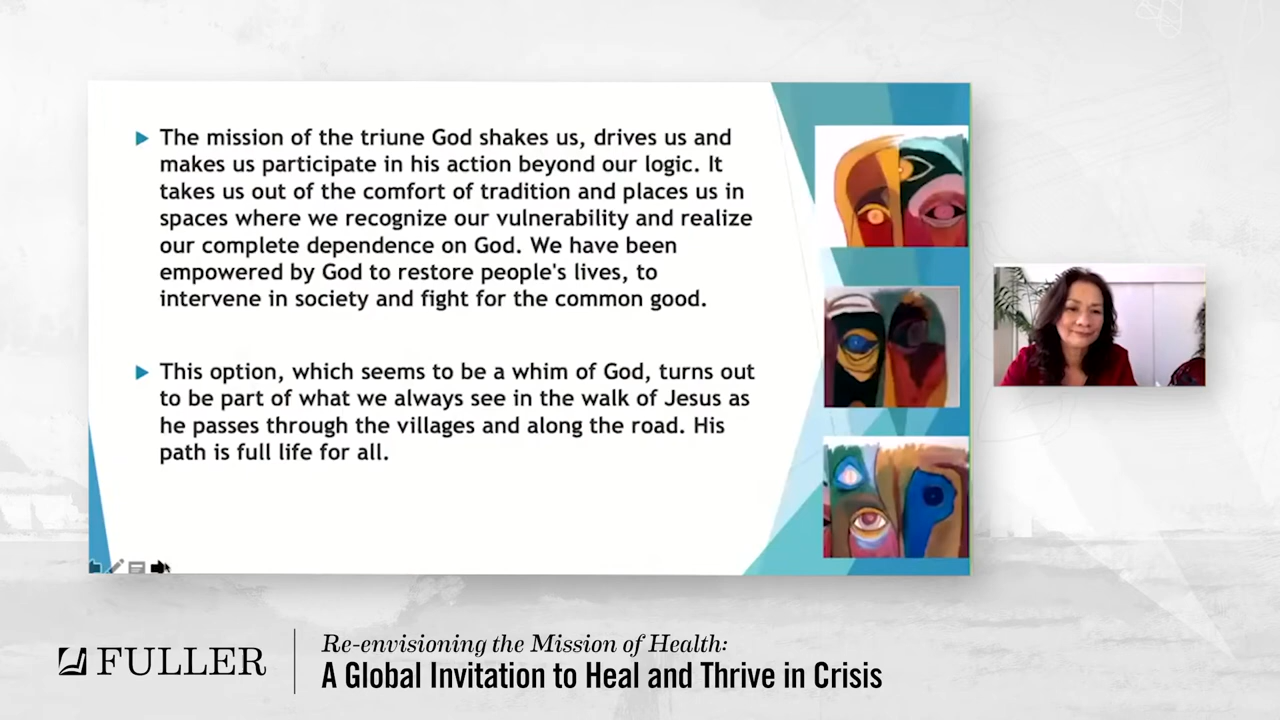 The mission of the triune God shakes us, drives us and
makes us participate in his action beyond our logic. It
takes us out of the comfort of tradition and places us in
spaces where we recognize our vulnerability and realize
our complete dependence on God. We have been
empowered by God to restore people's lives, to
intervene in society and fight for the common good.
This option, which seems to be a whim of God, turns out
to be part of what we always see in the walk of Jesus as
he passes through the villages and along the road. His
path is full life for all.
FULLER
Re-envisioning the Mission of Health:
A Global Invitation to Heal and Thrive in Crisis